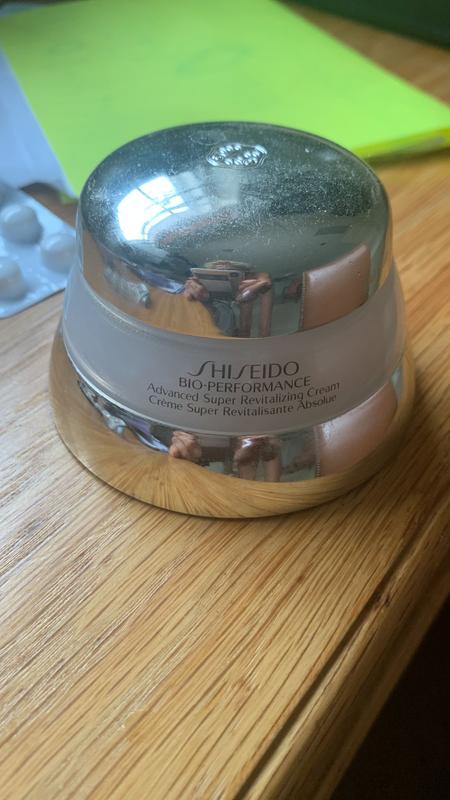 SHISEIDO
BIO-PERFORMANCE
Advanced Super Revitalizing Cream
Crème Super Revitalisante Absolue